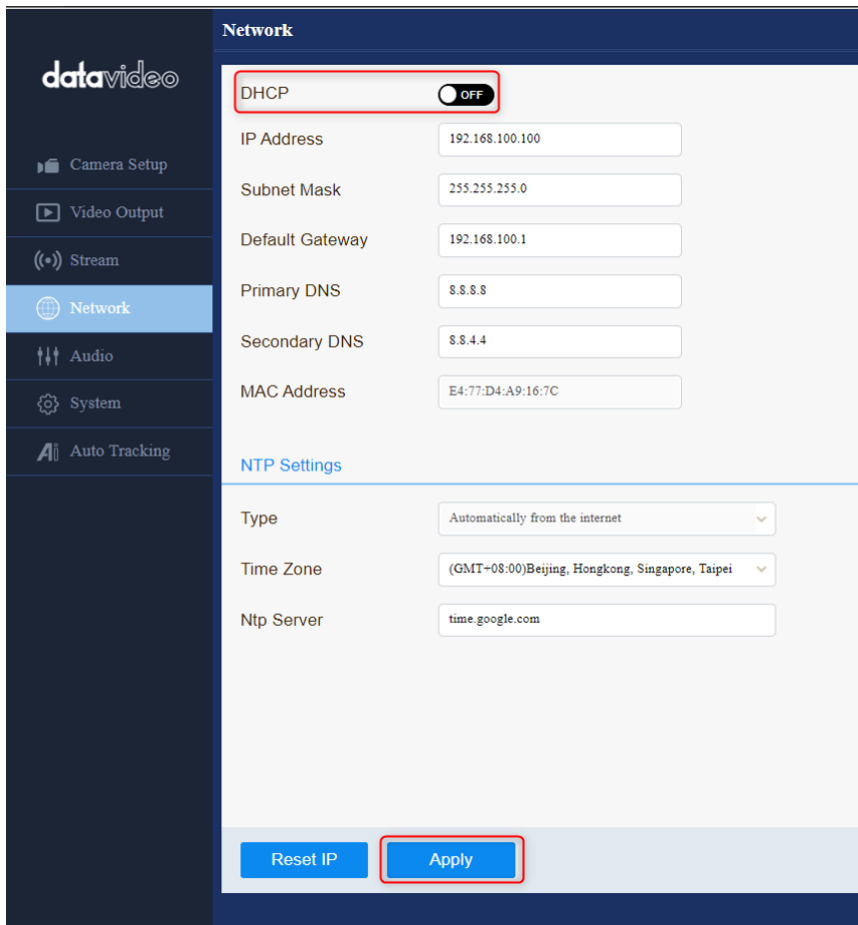 Network
datavideo
DHCP OFF
IP Address 192.168.100.100
Camera Setup
Subnet Mask 255.255.255.0
Video Output
Default Gateway 192.168.100.1
Stream
Primary DNS 8.8.8.8
Network
Secondary DNS 8.8.4.4
Audio
MAC Address E4:77:D4:A9:16:7C
System
Auto Tracking
NTP Settings
Type Automatically from the internet
Time Zone (GMT+08:00)Beijing, Hongkong, Singapore, Taipei
Ntp Server time.google.com
Reset IP Apply